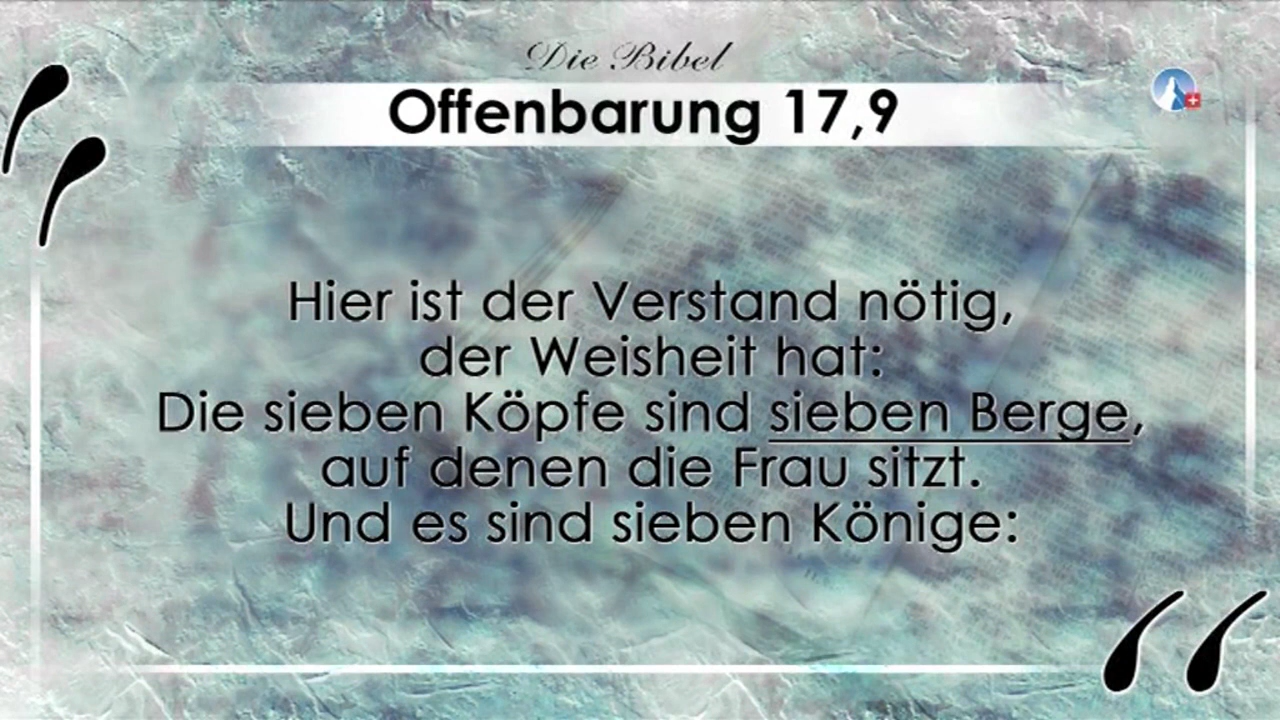 Die Bibel
Offenbarung 17,9
Hier ist der Verstand nötig,
der Weisheit hat:
Die sieben Köpfe sind sieben Berge,
auf denen die Frau sitzt.
Und es sind sieben Könige: